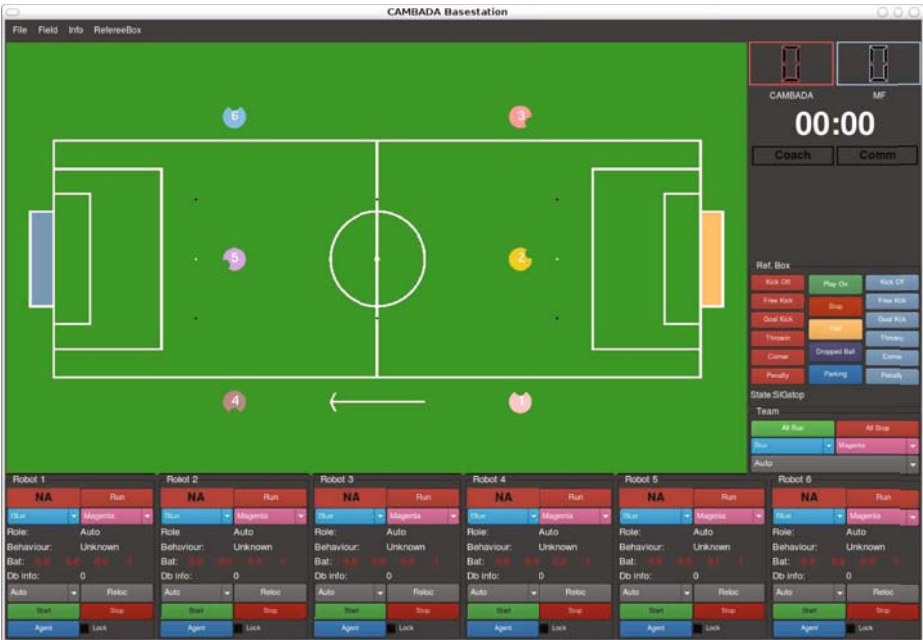 CAMBADA Basestation
File Field Info RefereeBox
0 0
CAMBADA MF
00:00
Coach Comm
6 3
5 2
4 1
Ref. Box
Kick Off Play On Kick Off
Free Kick Stop Free Kick
Goal Kick Goal Kick
Throwin Throwin
Corner Dropped Ball Corner
Penalty Parking Penalty
State:SIGstop
Team
All Run All Stop
Blue Magenta
Auto
Robot 1 Robot 2 Robot 3 Robot 4 Robot 5 Robot 6
NA Run NA Run NA Run NA Run NA Run NA Run
Blue Magenta Blue Magenta Blue Magenta Blue Magenta Blue Magenta Blue Magenta
Role: Auto Role Auto Role: Auto Role: Auto Role: Auto Role: Auto
Behaviour: Unknown Behaviour: Unknown Behaviour: Unknown Behaviour: Unknown Behaviour: Unknown Behaviour: Unknown
Bat: Bat: Bat: Bat: Bat: Bat:
Db info: 0 Db info: 0 Db info: 0 Db info: 0 Db info: 0 Db info: 0
Auto Reloc Auto Reloc Auto Reloc Auto Reloc Auto Reloc Auto Reloc
Start Stop Start Stop Start Stop Start Stop Start Stop Start Stop
Agent Lock Agent Lock Agent Lock Agent Lock Agent Lock Agent Lock